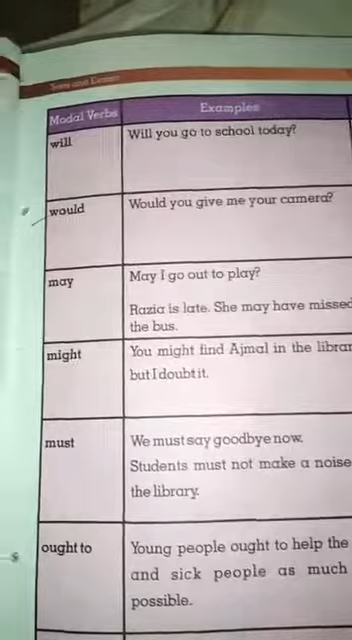 Modal Verbs Examples
will Will you go to school today?
would Would you give me your camera?
may May I go out to play?
Razia is late. She may have missed
the bus.
might You might find Ajmal in the librar
but I doubt it.
must We must say goodbye now.
Students must not make a noise
the library.
ought to Young people ought to help the
and sick people as much
possible.